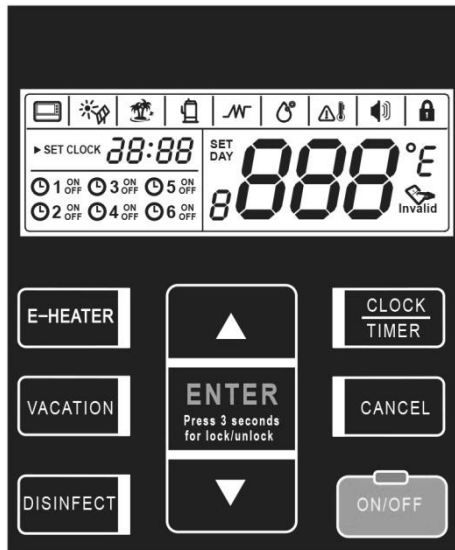 SET CLOCK 88:88
SET
DAY
8 888 °E
Invalid
1 ON OFF 3 ON OFF 5 ON OFF
2 ON OFF 4 ON OFF 6 ON OFF
E-HEATER
CLOCK
TIMER
VACATION
ENTER
Press 3 seconds
for lock/unlock
CANCEL
DISINFECT
ON/OFF